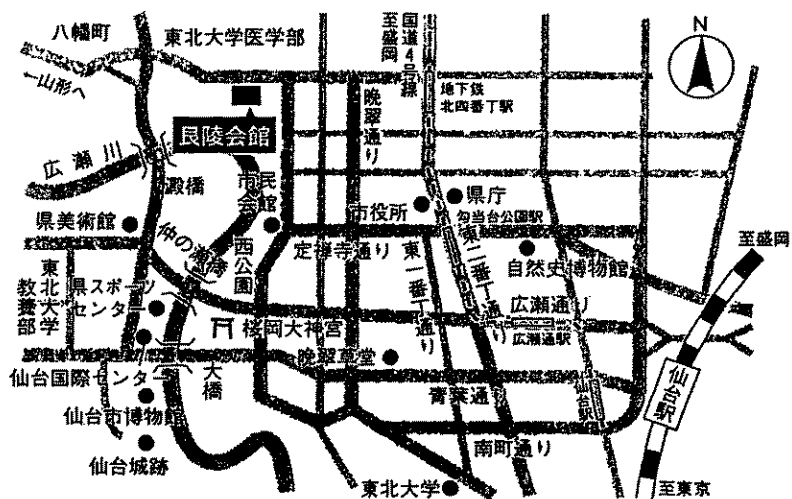 八幡町
東北大学医学部
至盛岡
国道4号線
N
←山形へ
晩翠通り
地下鉄
北四番丁駅
艮陵会館
広瀬川
澱橋
市民会館
県庁
市役所
勾当台公園駅
県美術館
仲の瀬橋
西公園
定禅寺通り
東一番丁通り
東二番丁通り
自然史博物館
至盛岡
東北大学
教養部
県スポーツ
センター
広瀬通り
桜岡大神宮
広瀬通駅
晩翠草堂
仙台国際センター
大橋
青葉通
仙台駅
仙台駅
仙台市博物館
南町通り
仙台城跡
東北大学
至東京